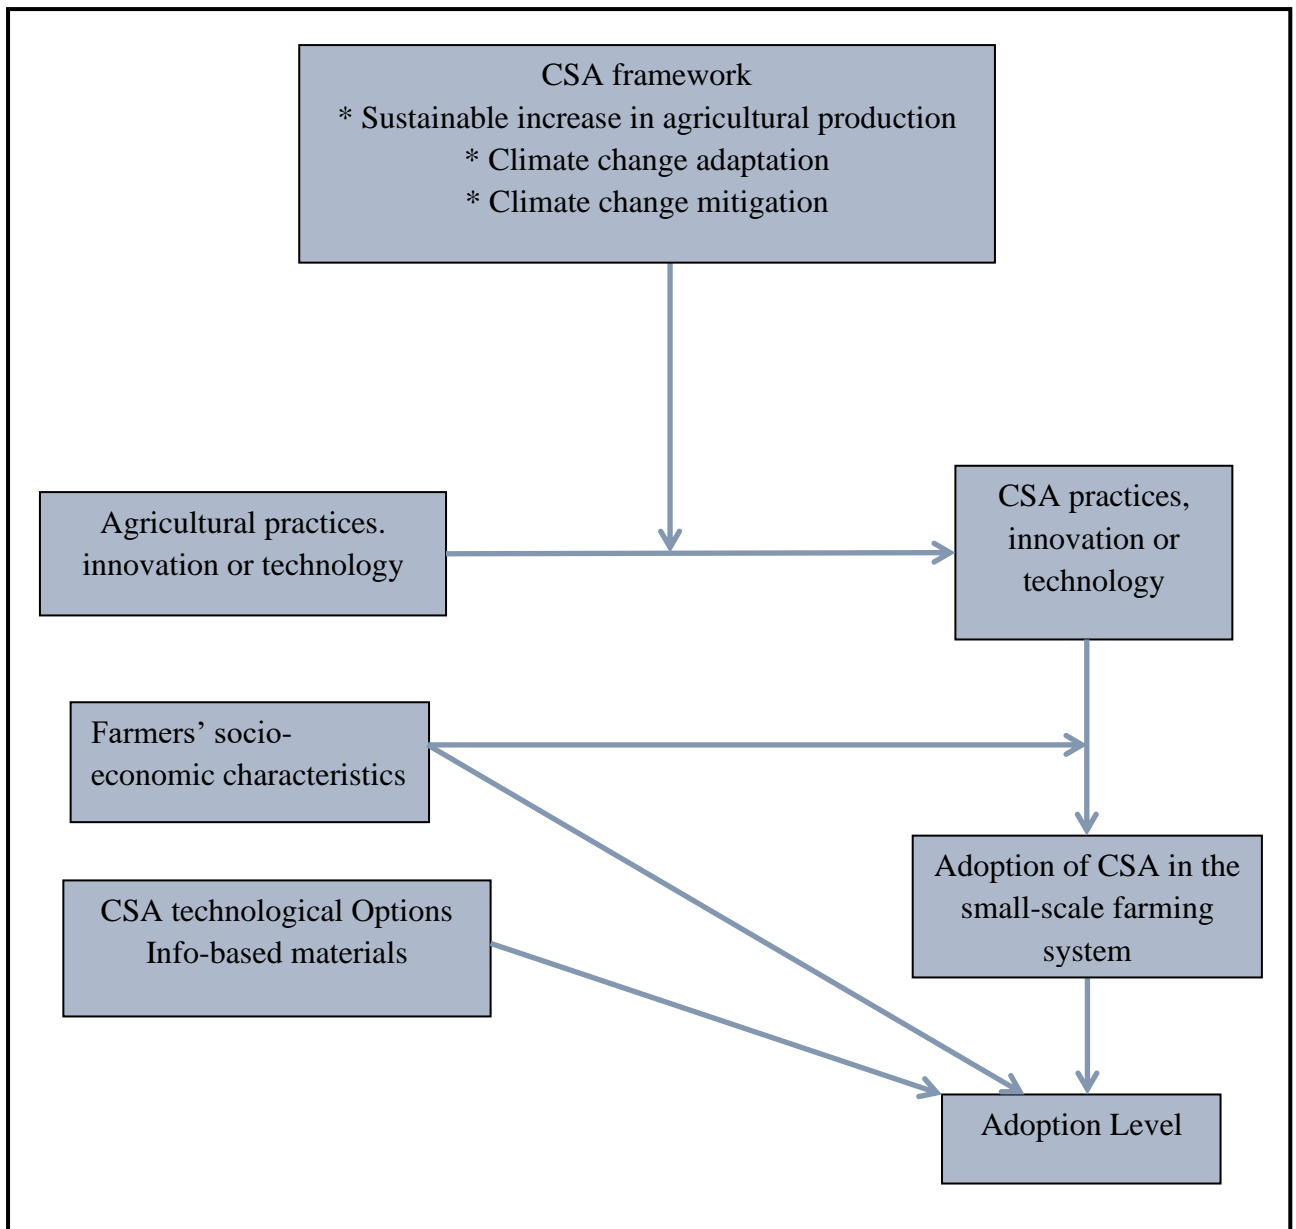 CSA framework
* Sustainable increase in agricultural production
* Climate change adaptation
* Climate change mitigation
Agricultural practices.
innovation or technology
CSA practices,
innovation or
technology
Farmers’ socio-
economic characteristics
CSA technological Options
Info-based materials
Adoption of CSA in the
small-scale farming
system
Adoption Level